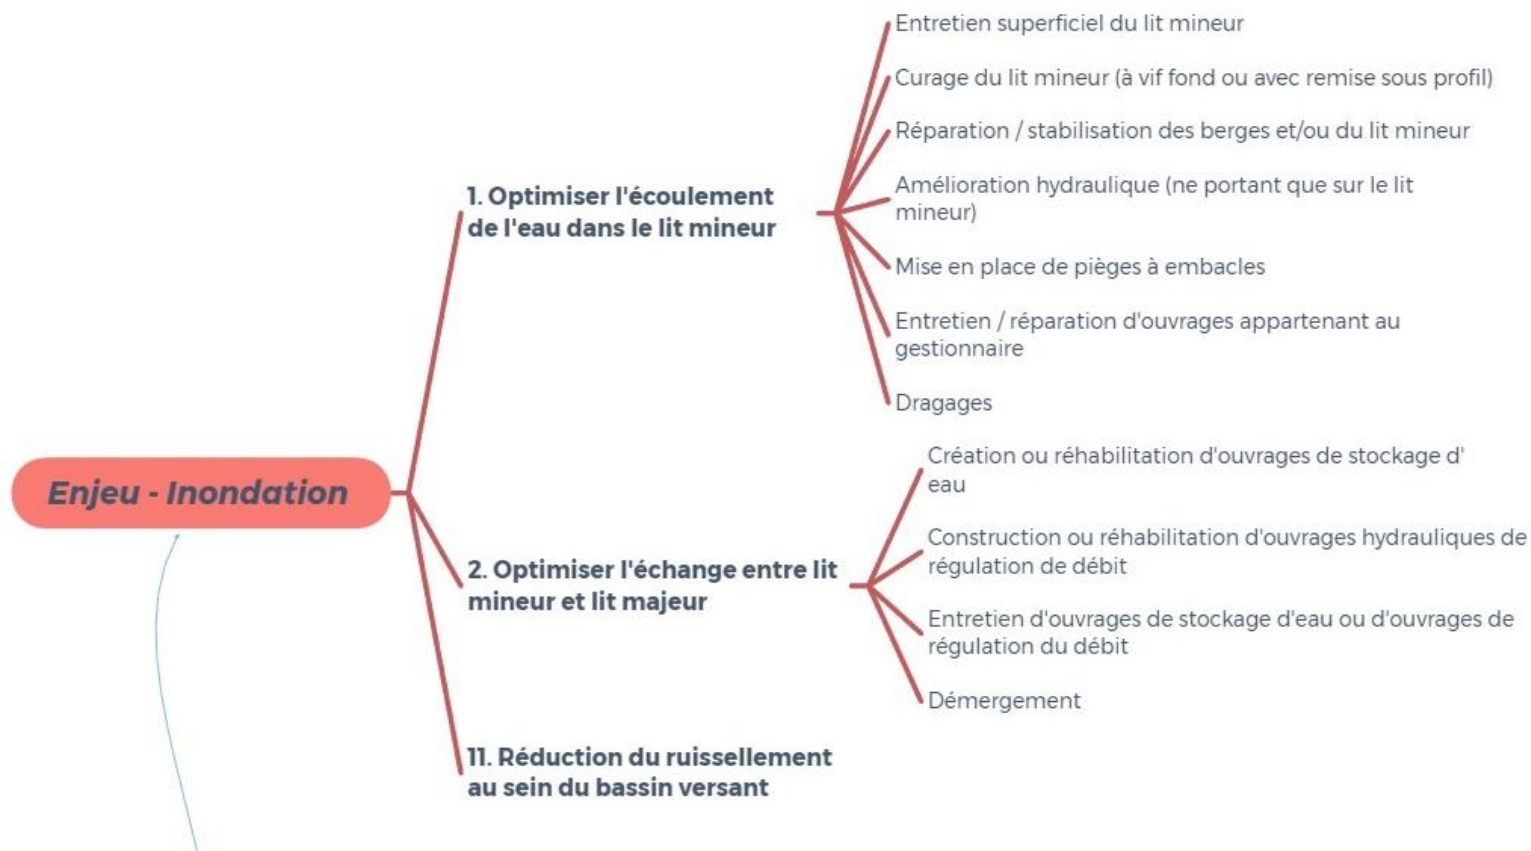 Enjeu - Inondation
1. Optimiser l'écoulement
de l'eau dans le lit mineur
Entretien superficiel du lit mineur
Curage du lit mineur (à vif fond ou avec remise sous profil)
Réparation / stabilisation des berges et/ou du lit mineur
Amélioration hydraulique (ne portant que sur le lit
mineur)
Mise en place de pièges à embacles
Entretien / réparation d'ouvrages appartenant au
gestionnaire
Dragages
2. Optimiser l'échange entre lit
mineur et lit majeur
Création ou réhabilitation d'ouvrages de stockage d'
eau
Construction ou réhabilitation d'ouvrages hydrauliques de
régulation de débit
Entretien d'ouvrages de stockage d'eau ou d'ouvrages de
régulation du débit
Démergement
11. Réduction du ruissellement
au sein du bassin versant